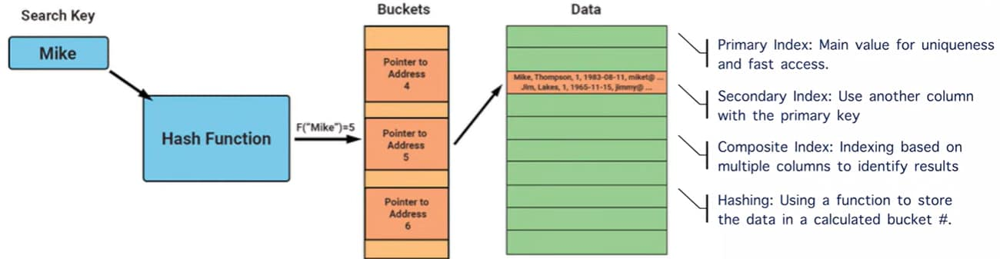 Search Key
Mike
Hash Function
F("Mike")=5
Buckets
Pointer to
Address
4
Pointer to
Address
5
Pointer to
Address
6
Data
Mike, Thompson, 1, 1983-08-11, miket@ ...
Jim, Lakes, 1, 1965-11-15, jimmy@ ...
Primary Index: Main value for uniqueness
and fast access.
Secondary Index: Use another column
with the primary key
Composite Index: Indexing based on
multiple columns to identify results
Hashing: Using a function to store
the data in a calculated bucket #.